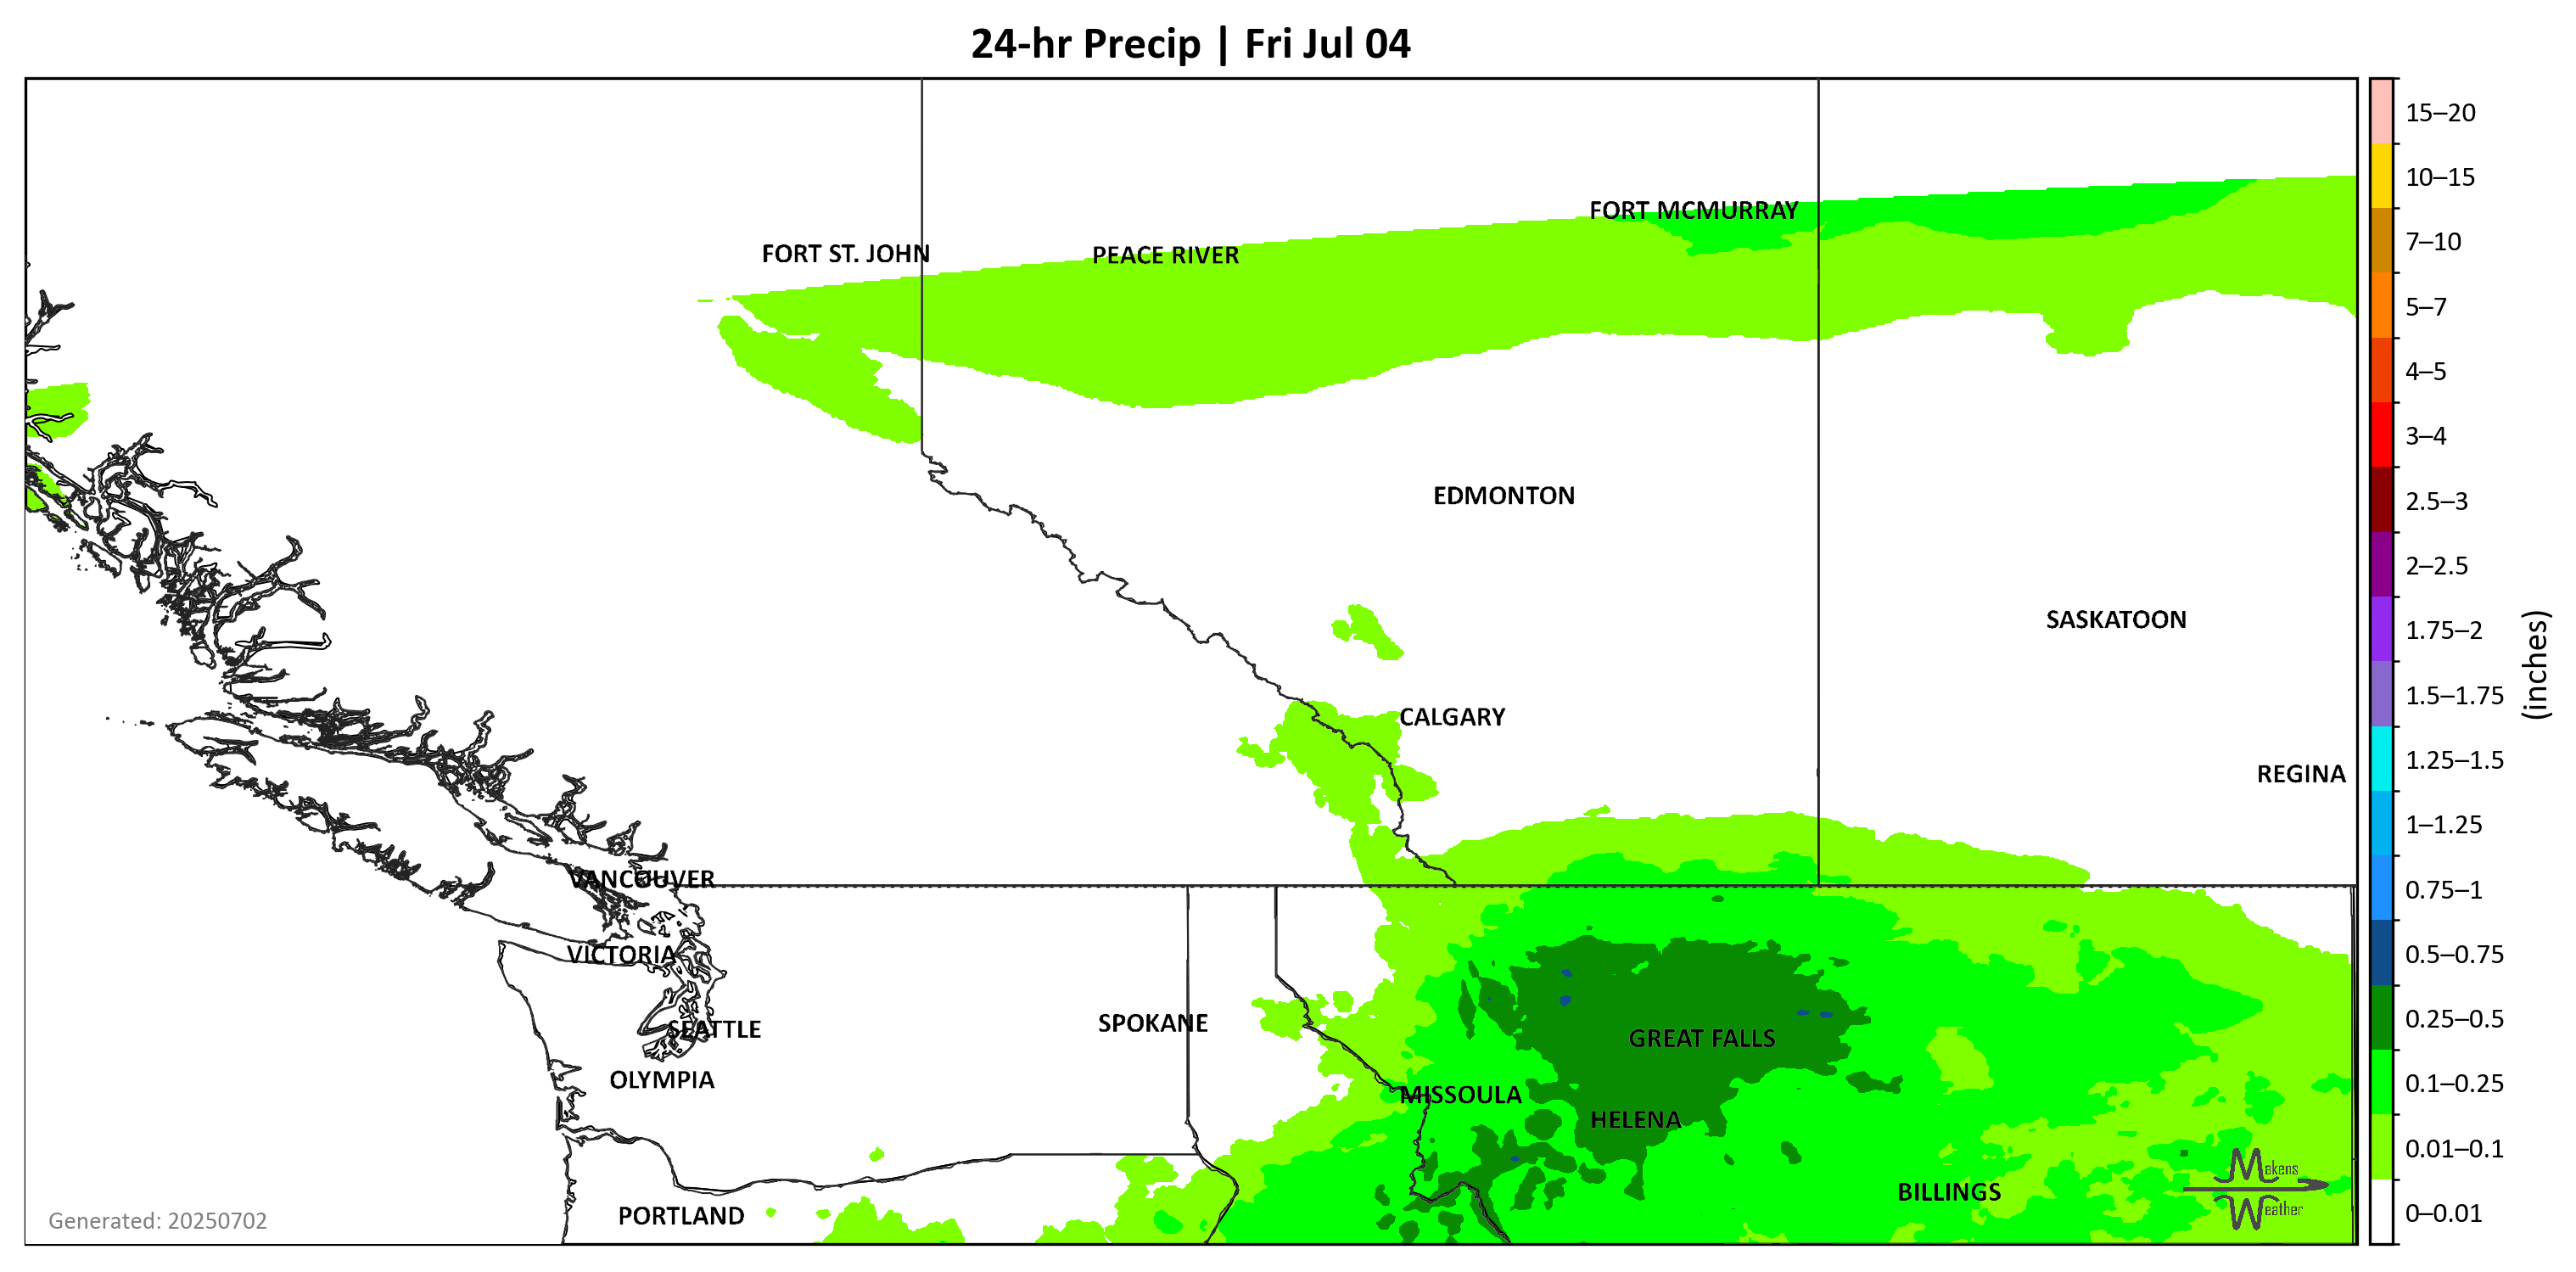 24-hr Precip | Fri Jul 04
15–20
10–15
7–10
5–7
4–5
3–4
2.5–3
2–2.5
1.75–2
1.5–1.75
1.25–1.5
1–1.25
0.75–1
0.5–0.75
0.25–0.5
0.1–0.25
0.01–0.1
0–0.01
(inches)
FORT MCMURRAY
FORT ST. JOHN
PEACE RIVER
EDMONTON
SASKATOON
CALGARY
REGINA
VANCOUVER
VICTORIA
SPOKANE
SEATTLE
GREAT FALLS
OLYMPIA
MISSOULA
HELENA
BILLINGS
PORTLAND
Makens
Weather
Generated: 20250702